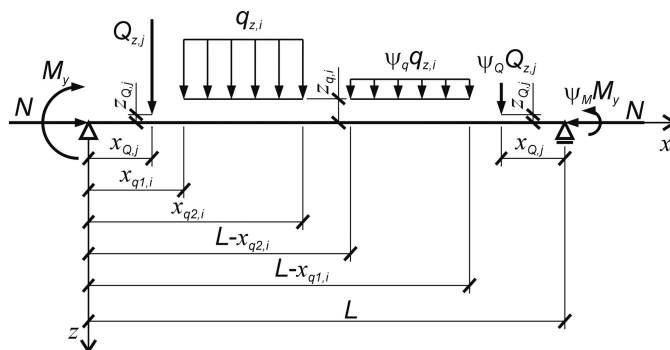 Q_{z,j} q_{z,i}
M_y z_{q,i} ψ_q q_{z,i} ψ_Q Q_{z,j}
N z_{Q,j} z_{Q,j} ψ_M M_y N
x_{Q,j} x_{Q,j} x
x_{q1,i}
x_{q2,i}
L-x_{q2,i}
L-x_{q1,i}
L
z